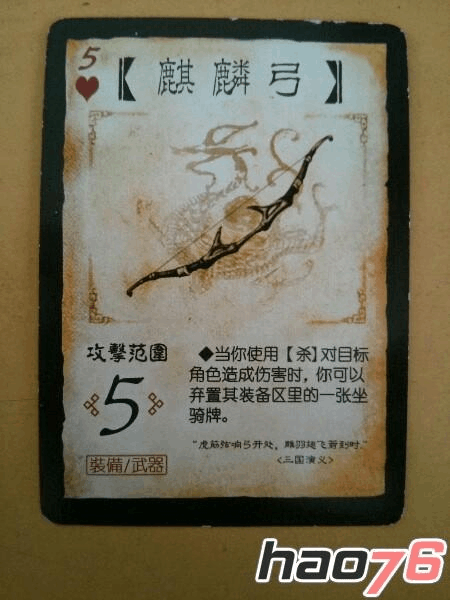 5
【麒麟弓】
攻擊范圍
5
◆当你使用【杀】对目标
角色造成伤害时，你可以
弃置其装备区里的一张坐
骑牌。
“虎筋弦响弓开处，雕羽翅飞箭到时。”
《三国演义》
裝備/武器
hao76